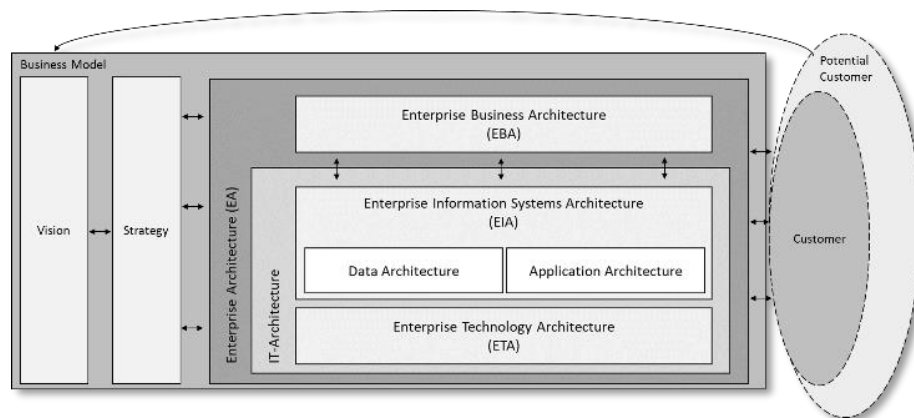 Business Model
Potential
Customer
Vision
Strategy
Enterprise Architecture (EA)
Enterprise Business Architecture
(EBA)
IT-Architecture
Enterprise Information Systems Architecture
(EIA)
Data Architecture
Application Architecture
Enterprise Technology Architecture
(ETA)
Customer